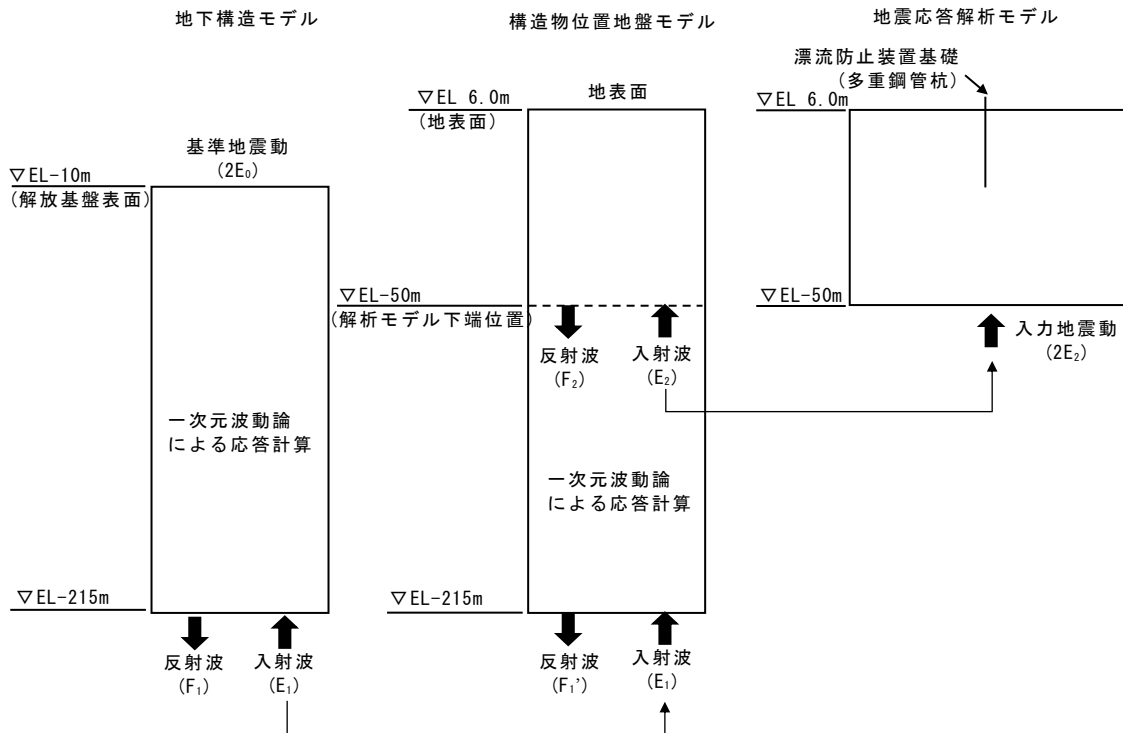 地下構造モデル
基準地震動
(2E₀)
▽EL-10m
(解放基盤表面)
一次元波動論
による応答計算
▽EL-215m
反射波
(F₁)
入射波
(E₁)
構造物位置地盤モデル
▽EL 6.0m
(地表面)
地表面
▽EL-50m
(解析モデル下端位置)
反射波
(F₂)
入射波
(E₂)
一次元波動論
による応答計算
▽EL-215m
反射波
(F₁')
入射波
(E₁)
地震応答解析モデル
漂流防止装置基礎
(多重鋼管杭)
▽EL 6.0m
▽EL-50m
入力地震動
(2E₂)